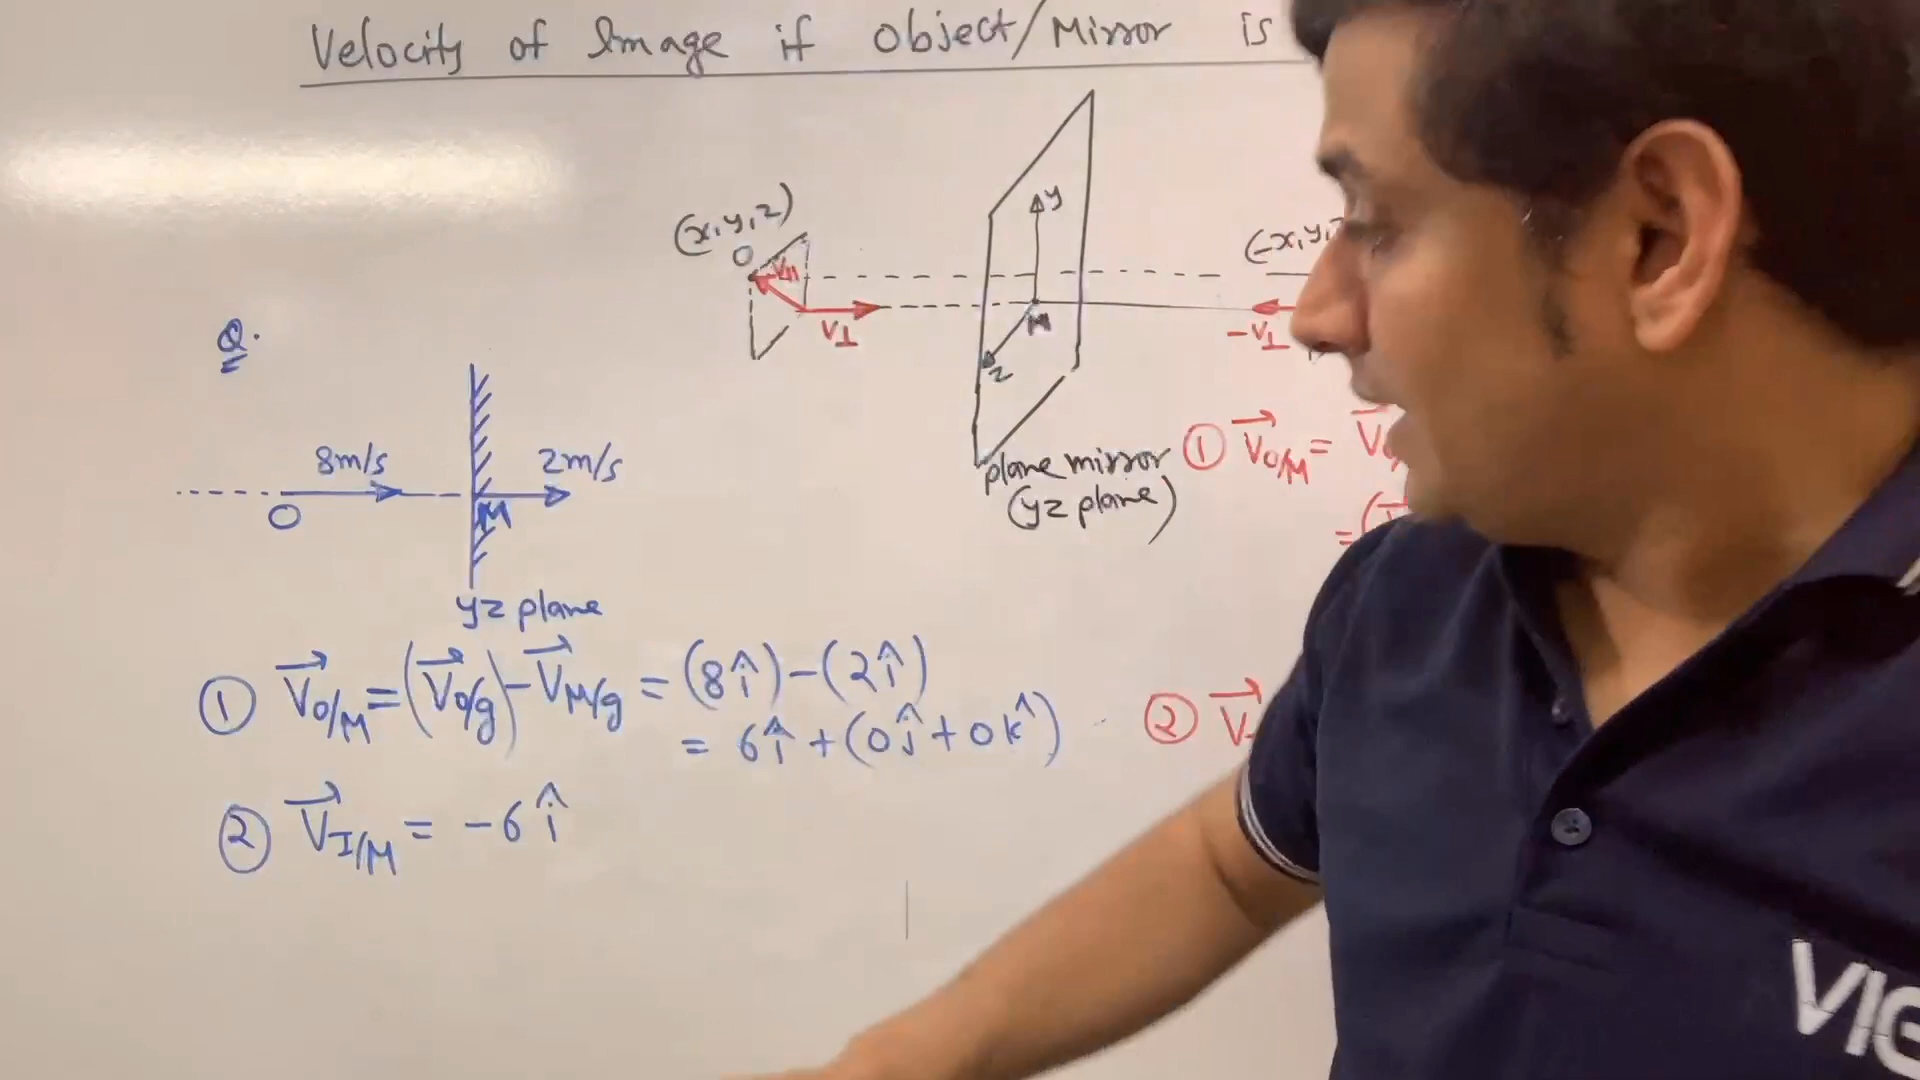 Velocity of Image if object/Mirror is
(x,y,z)
O
V||
V⊥
y
M
z
(-x,y,
-V⊥
plane mirror
(yz plane)
① V⃗O/M =
=(
② V⃗
Q.
8m/s
2m/s
O
M
yz plane
① V⃗O/M = (V⃗O/g) - V⃗M/g = (8î) - (2î)
= 6î + (0ĵ + 0k̂)
② V⃗I/M = -6î